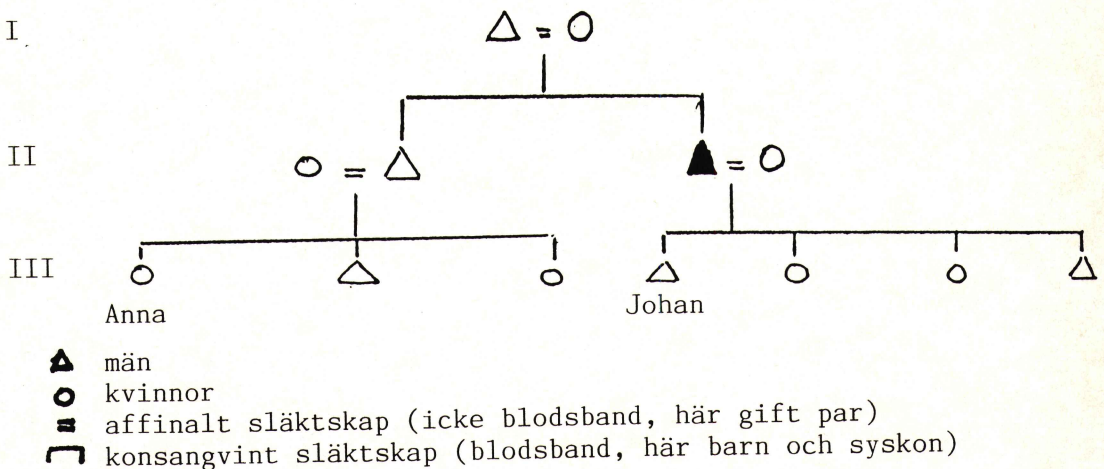 I
II
III
Anna Johan
män
kvinnor
= affinalt släktskap (icke blodsband, här gift par)
konsangvint släktskap (blodsband, här barn och syskon)